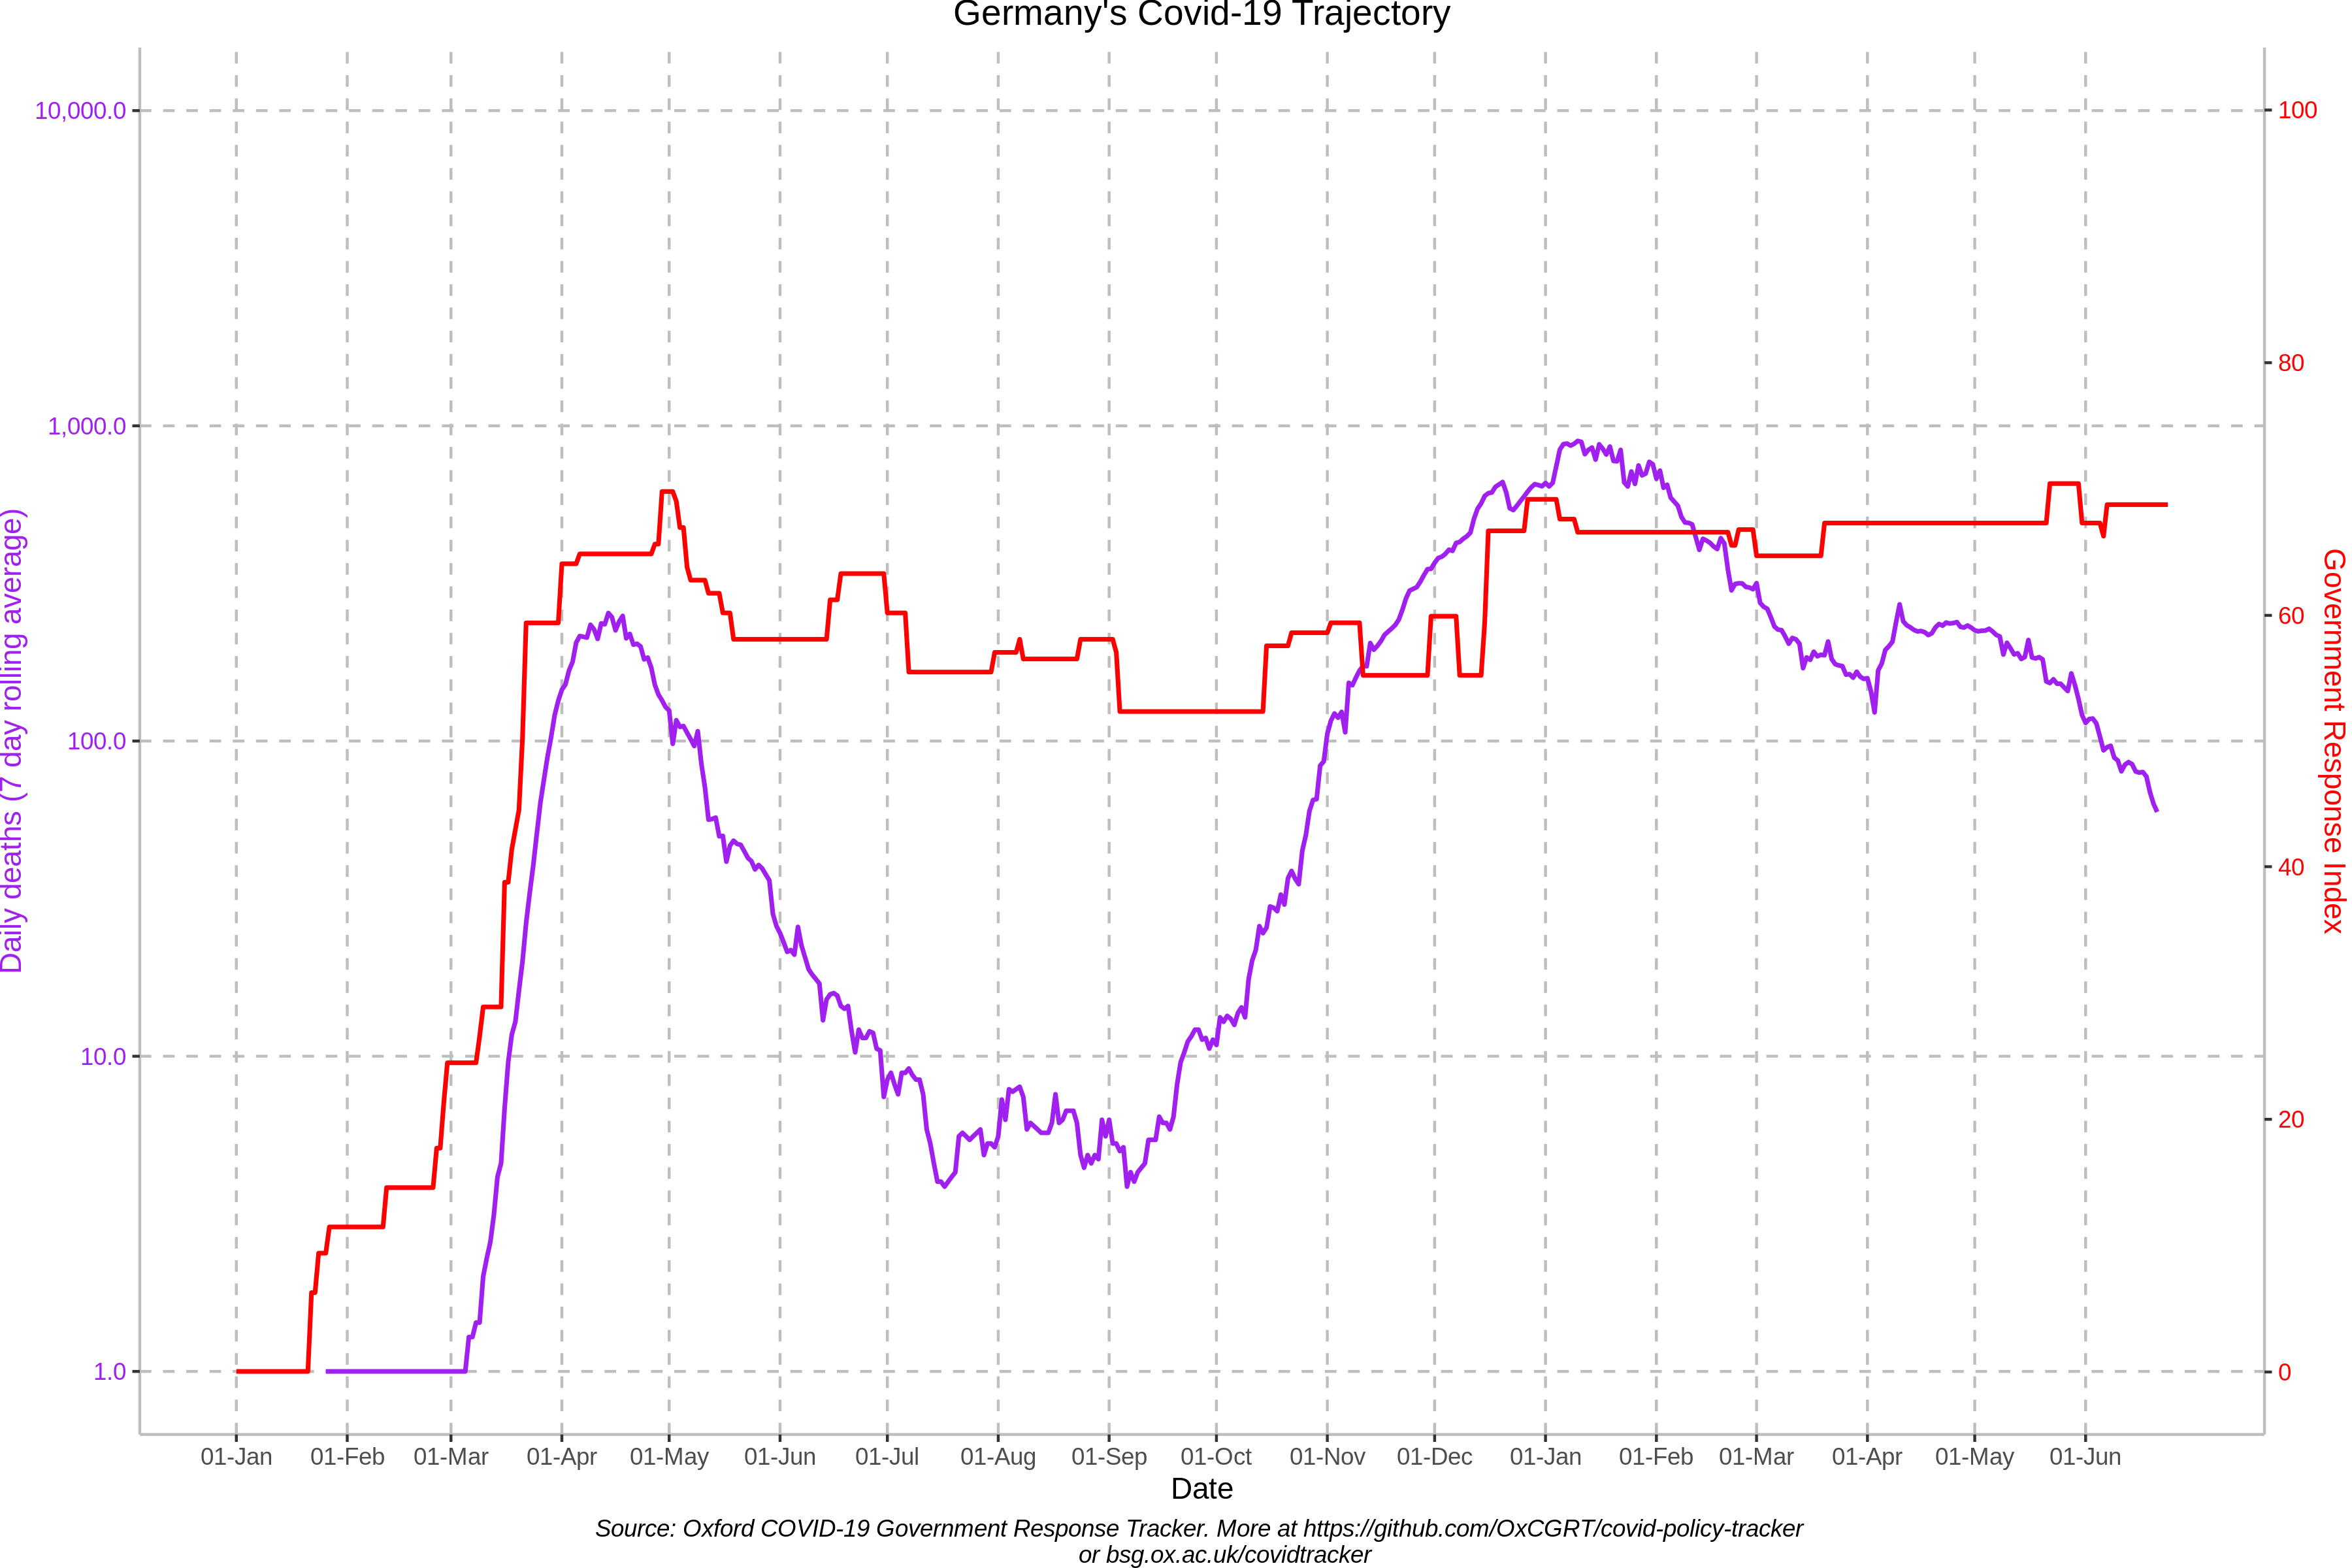 Germany's Covid-19 Trajectory
10,000.0
1,000.0
100.0
10.0
1.0
Daily deaths (7 day rolling average)
100
80
60
40
20
0
Government Response Index
01-Jan 01-Feb 01-Mar 01-Apr 01-May 01-Jun 01-Jul 01-Aug 01-Sep 01-Oct 01-Nov 01-Dec 01-Jan 01-Feb 01-Mar 01-Apr 01-May 01-Jun
Date
Source: Oxford COVID-19 Government Response Tracker. More at https://github.com/OxCGRT/covid-policy-tracker
or bsg.ox.ac.uk/covidtracker